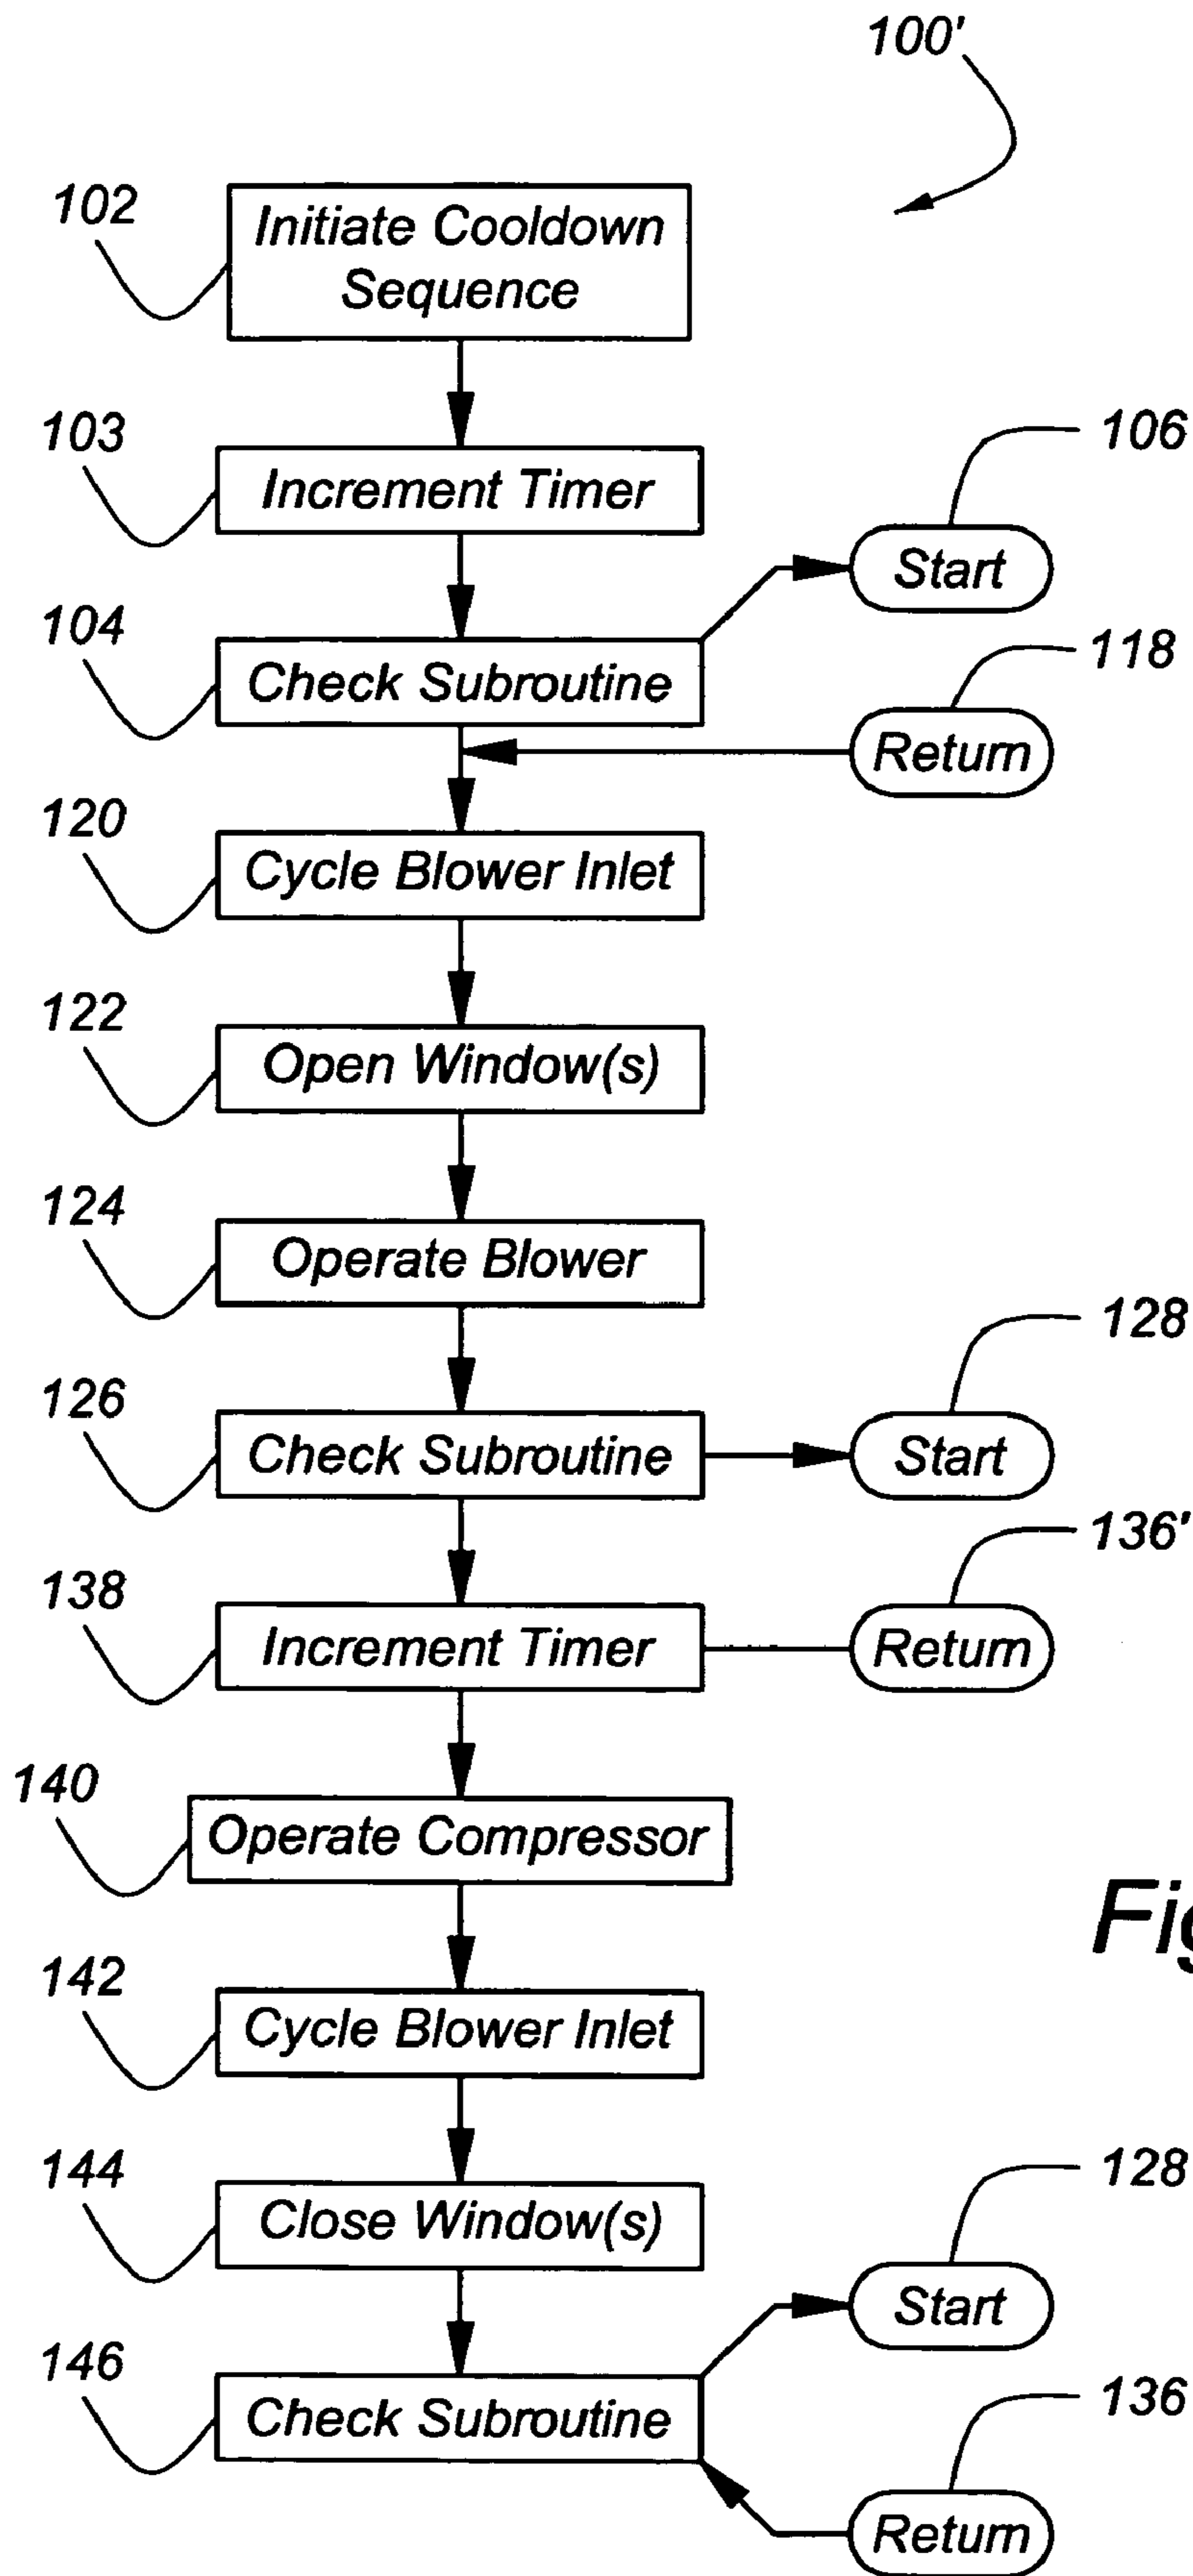 100'
102
Initiate Cooldown
Sequence
103
Increment Timer
106
Start
104
Check Subroutine
118
Return
120
Cycle Blower Inlet
122
Open Window(s)
124
Operate Blower
128
126
Check Subroutine
Start
136'
138
Increment Timer
Return
140
Operate Compressor
Fig
142
Cycle Blower Inlet
144
Close Window(s)
128
Start
146
Check Subroutine
136
Return